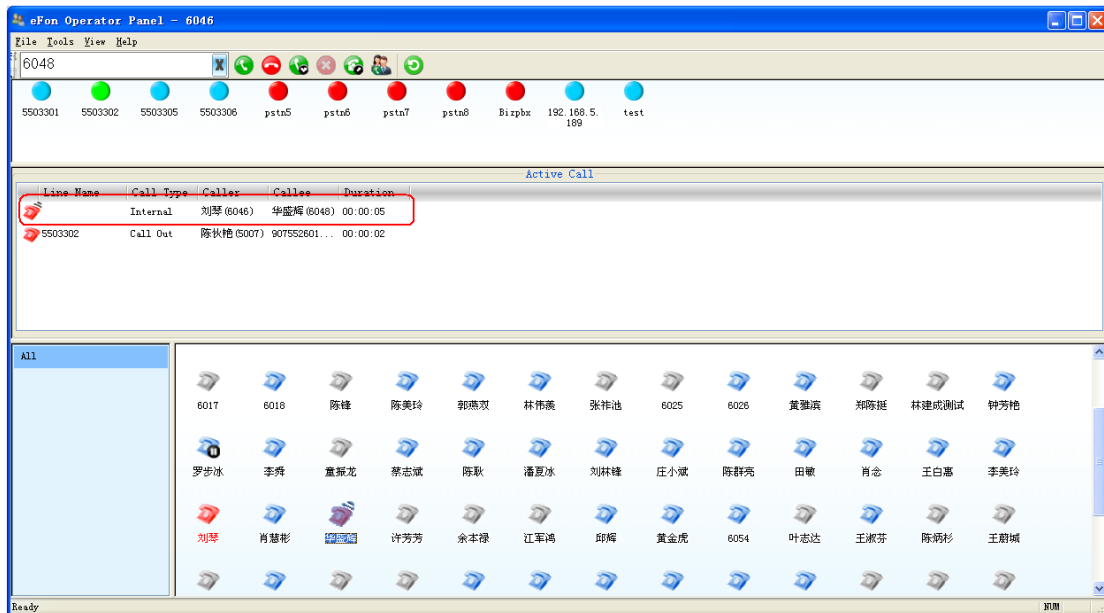 eFon Operator Panel - 6046
File Tools View Help
6048
5503301 5503302 5503305 5503306 pstn5 pstn6 pstn7 pstn8 Bizpbx 192.168.5. test
189
Active Call
Line Name Call Type Caller Callee Duration
Internal 刘琴(6046) 华盛辉(6048) 00:00:05
5503302 Call Out 陈伙艳(5007) 907552601... 00:00:02
All
6017 6018 陈锋 陈美玲 郭燕双 林伟羡 张祚池 6025 6026 黄雅滨 郑陈挺 林建成测试 钟芳艳
罗步冰 李舜 童振龙 蔡志斌 陈耿 潘夏冰 刘林锋 庄小斌 陈群亮 田敏 肖念 王白惠 李美玲
刘琴 肖慧彬 华盛辉 许芳芳 余本禄 江军鸿 邱辉 黄金虎 6054 叶志达 王淑芬 陈炳杉 王蔚城
Ready NUM